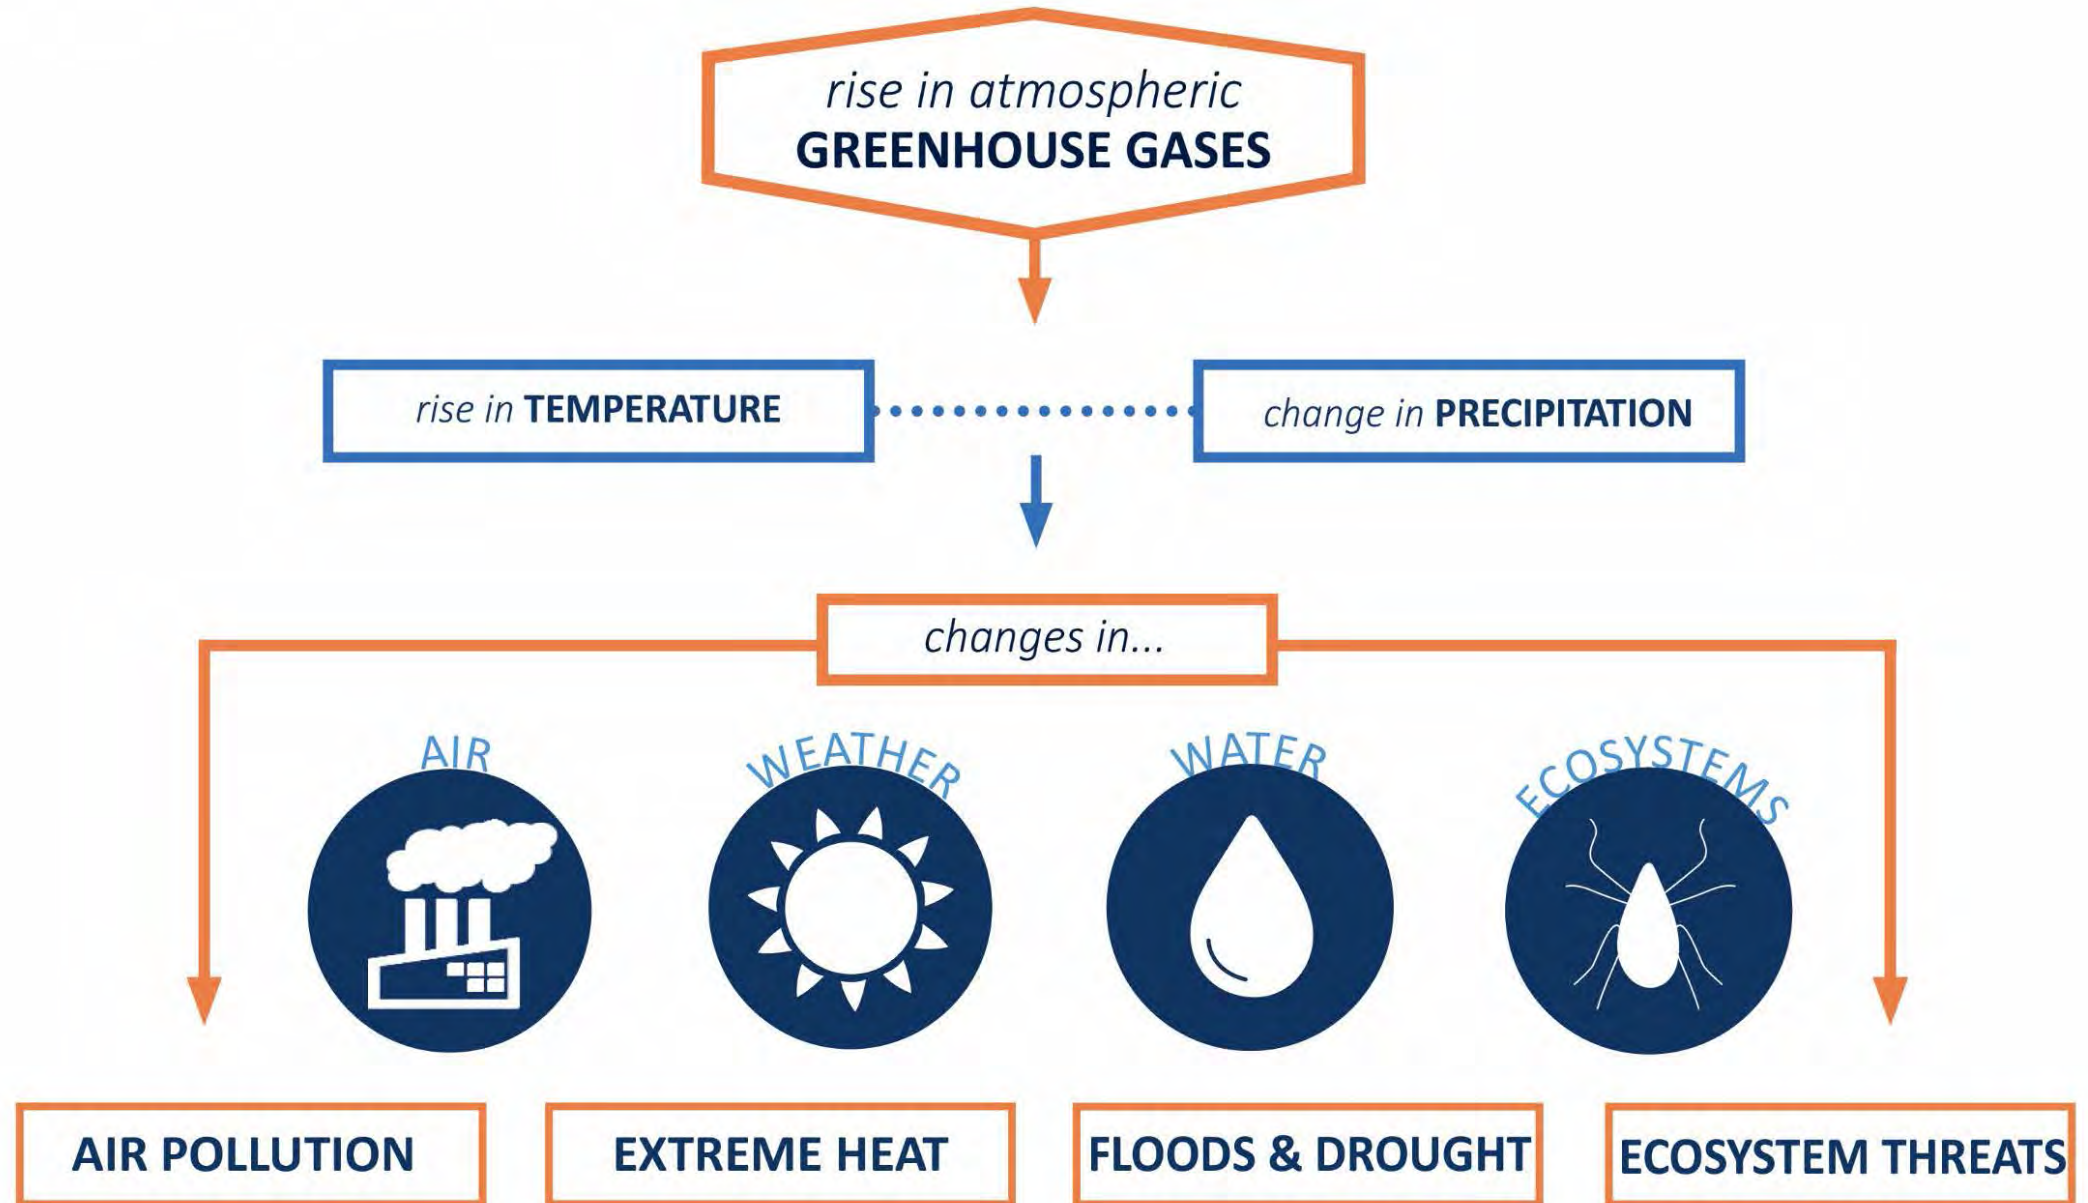 rise in atmospheric
GREENHOUSE GASES
rise in TEMPERATURE
change in PRECIPITATION
changes in...
AIR
WEATHER
WATER
ECOSYSTEMS
AIR POLLUTION
EXTREME HEAT
FLOODS & DROUGHT
ECOSYSTEM THREATS